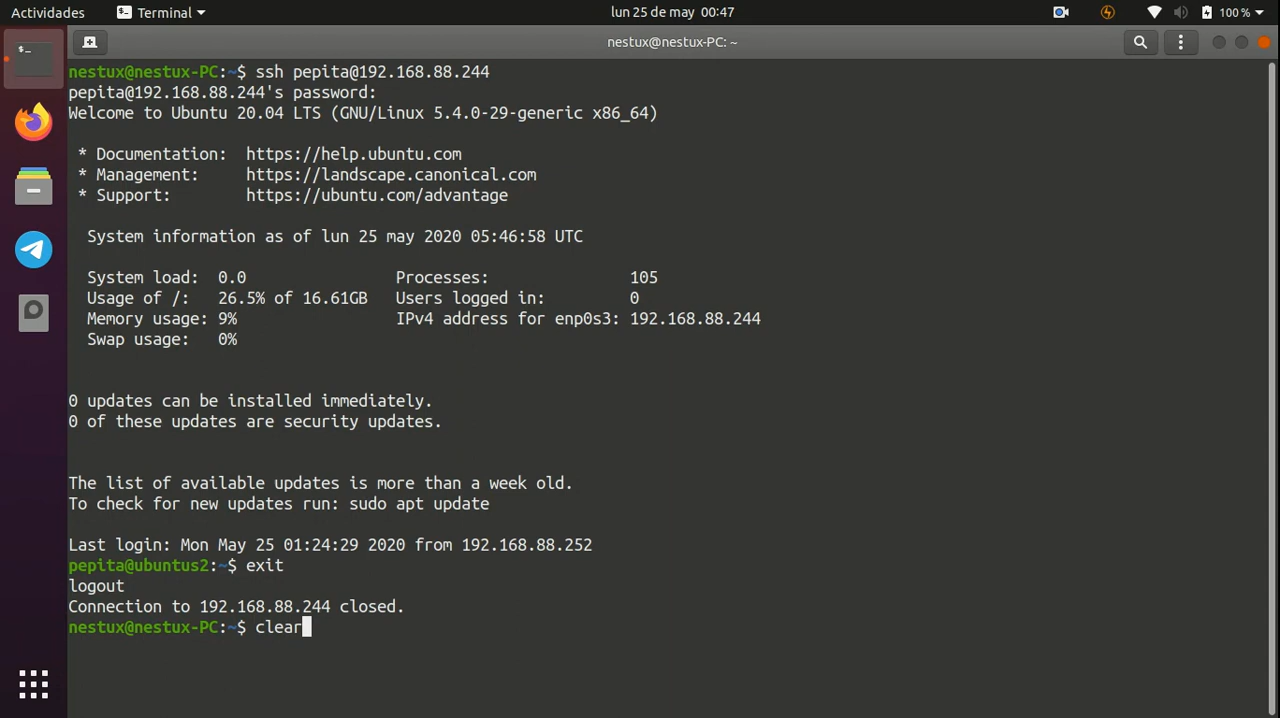 Actividades Terminal lun 25 de may 00:47 100 %
nestux@nestux-PC: ~
nestux@nestux-PC:~$ ssh pepita@192.168.88.244
pepita@192.168.88.244's password:
Welcome to Ubuntu 20.04 LTS (GNU/Linux 5.4.0-29-generic x86_64)
* Documentation: https://help.ubuntu.com
* Management: https://landscape.canonical.com
* Support: https://ubuntu.com/advantage
System information as of lun 25 may 2020 05:46:58 UTC
System load: 0.0 Processes: 105
Usage of /: 26.5% of 16.61GB Users logged in: 0
Memory usage: 9% IPv4 address for enp0s3: 192.168.88.244
Swap usage: 0%
0 updates can be installed immediately.
0 of these updates are security updates.
The list of available updates is more than a week old.
To check for new updates run: sudo apt update
Last login: Mon May 25 01:24:29 2020 from 192.168.88.252
pepita@ubuntus2:~$ exit
logout
Connection to 192.168.88.244 closed.
nestux@nestux-PC:~$ clear